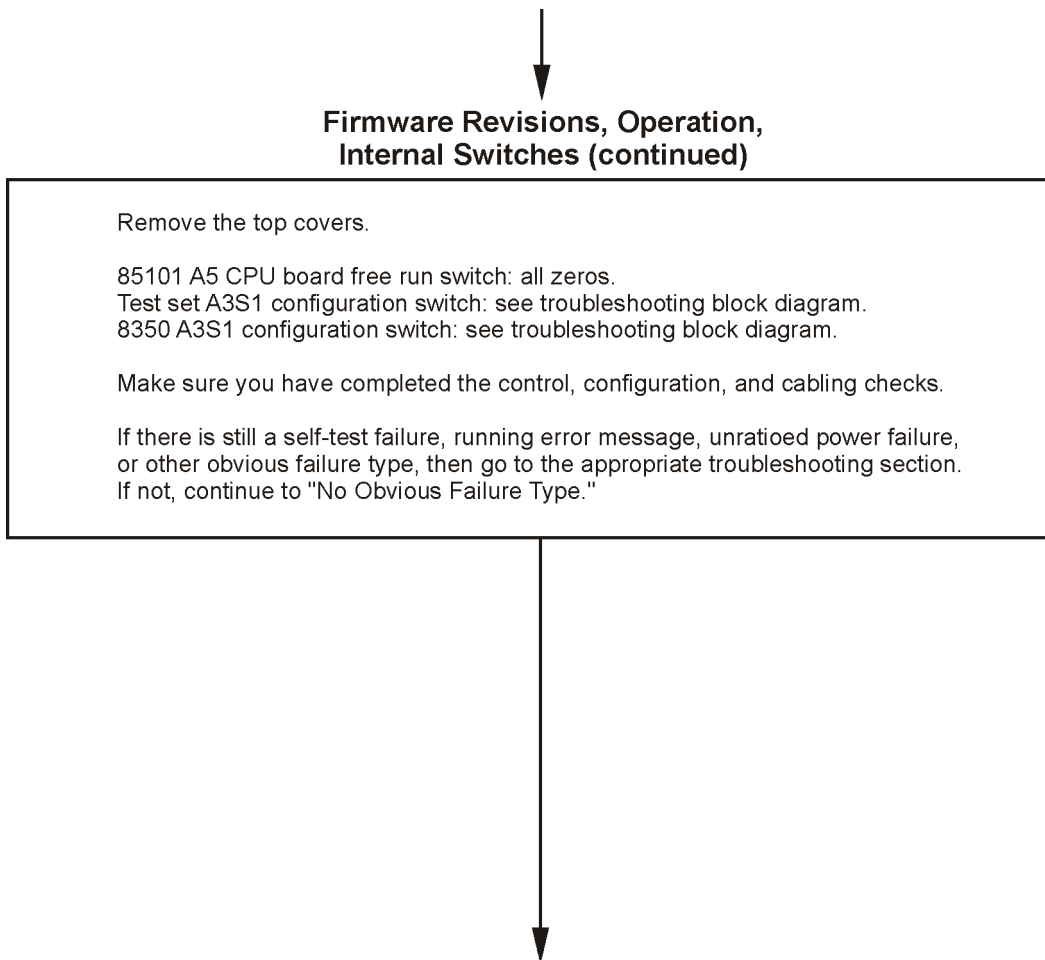 Firmware Revisions, Operation,
Internal Switches (continued)
Remove the top covers.
85101 A5 CPU board free run switch: all zeros.
Test set A3S1 configuration switch: see troubleshooting block diagram.
8350 A3S1 configuration switch: see troubleshooting block diagram.
Make sure you have completed the control, configuration, and cabling checks.
If there is still a self-test failure, running error message, unratioed power failure,
or other obvious failure type, then go to the appropriate troubleshooting section.
If not, continue to "No Obvious Failure Type."